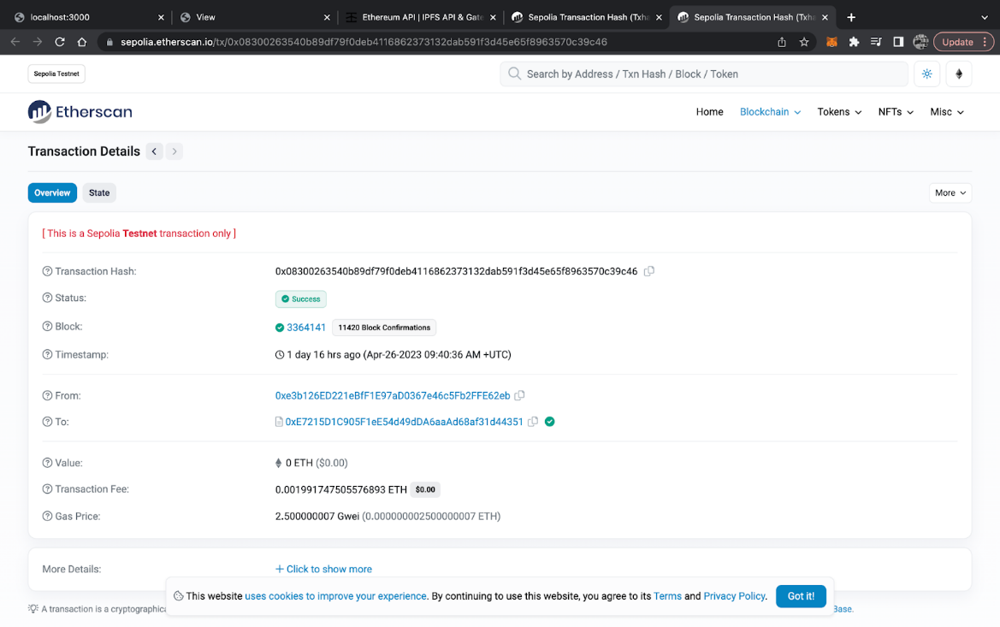 localhost:3000
View
Ethereum API | IPFS API & Gate
Sepolia Transaction Hash (Txha
Sepolia Transaction Hash (Txha
sepolia.etherscan.io/tx/0x08300263540b89df79f0deb4116862373132dab591f3d45e65f8963570c39c46
Update
Sepolia Testnet
Search by Address / Txn Hash / Block / Token
Etherscan
Home Blockchain Tokens NFTs Misc
Transaction Details
Overview State More
[ This is a Sepolia Testnet transaction only ]
Transaction Hash: 0x08300263540b89df79f0deb4116862373132dab591f3d45e65f8963570c39c46
Status: Success
Block: 3364141 11420 Block Confirmations
Timestamp: 1 day 16 hrs ago (Apr-26-2023 09:40:36 AM +UTC)
From: 0xe3b126ED221eBfF1E97aD0367e46c5Fb2FFE62eb
To: 0xE7215D1C905F1eE54d49dDA6aaAd68af31d44351
Value: 0 ETH ($0.00)
Transaction Fee: 0.001991747505576893 ETH $0.00
Gas Price: 2.500000007 Gwei (0.000000002500000007 ETH)
More Details: + Click to show more
This website uses cookies to improve your experience. By continuing to use this website, you agree to its Terms and Privacy Policy. Got it!
A transaction is a cryptographica
Base.